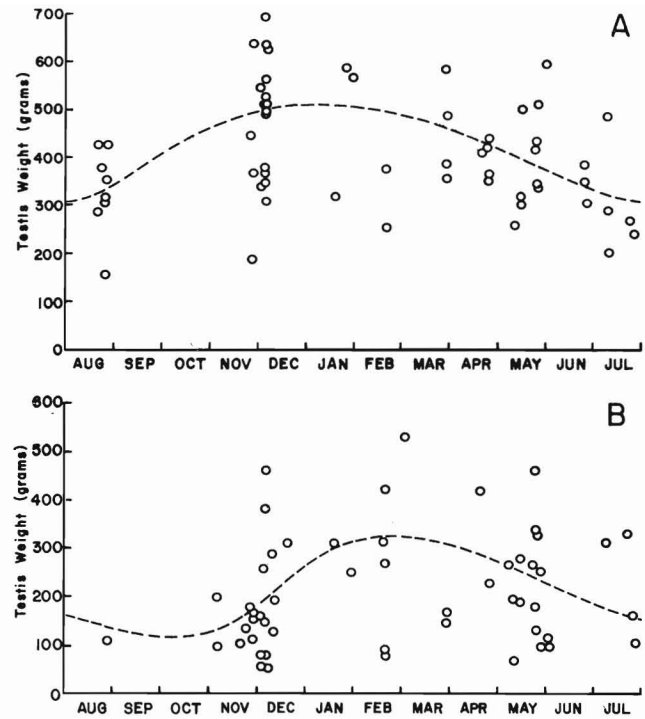 A
Testis Weight (grams)
700
600
500
400
300
200
100
0
AUG SEP OCT NOV DEC JAN FEB MAR APR MAY JUN JUL
B
Testis Weight (grams)
600
500
400
300
200
100
0
AUG SEP OCT NOV DEC JAN FEB MAR APR MAY JUN JUL